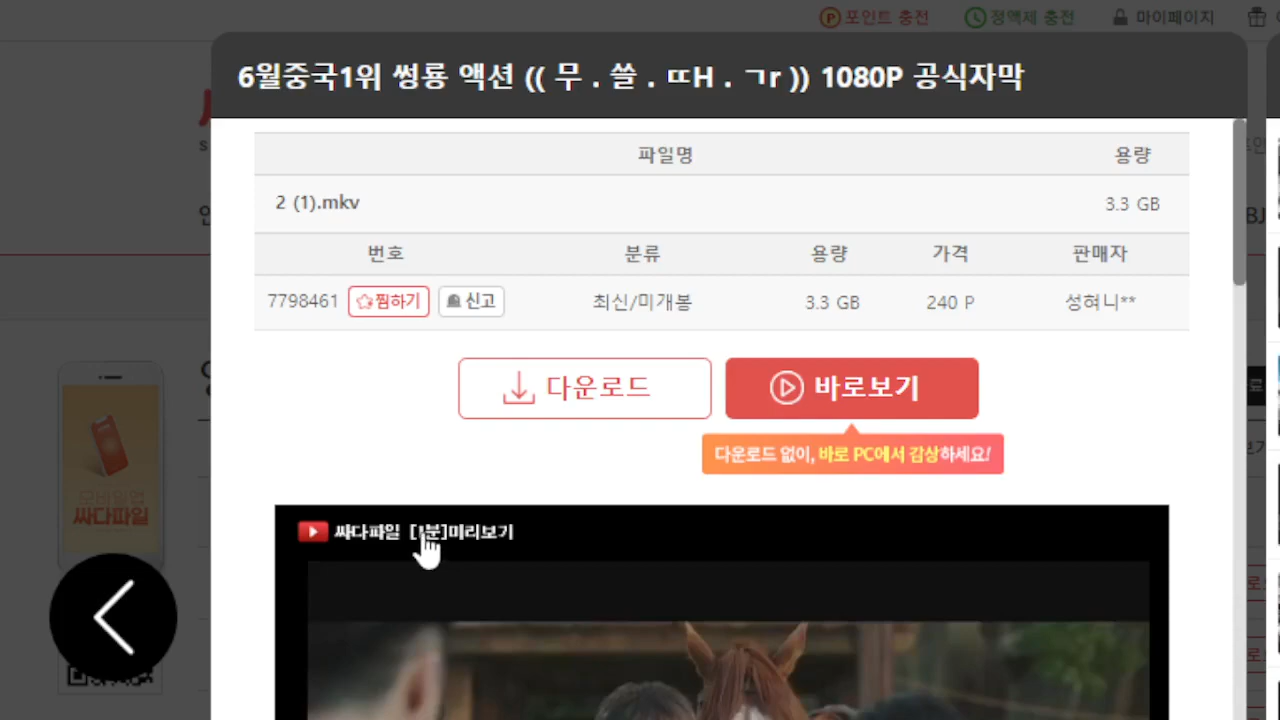 포인트 충전 정액제 충전 마이페이지
6월중국1위 썽룡 액션 (( 무 . 쓸 . ㄸH . ㄱr )) 1080P 공식자막
파일명 용량
2 (1).mkv 3.3 GB
번호 분류 용량 가격 판매자
7798461 찜하기 신고 최신/미개봉 3.3 GB 240 P 성혀니**
다운로드 바로보기
다운로드 없이, 바로 PC에서 감상하세요!
싸다파일 [1분]미리보기
모바일앱
싸다파일